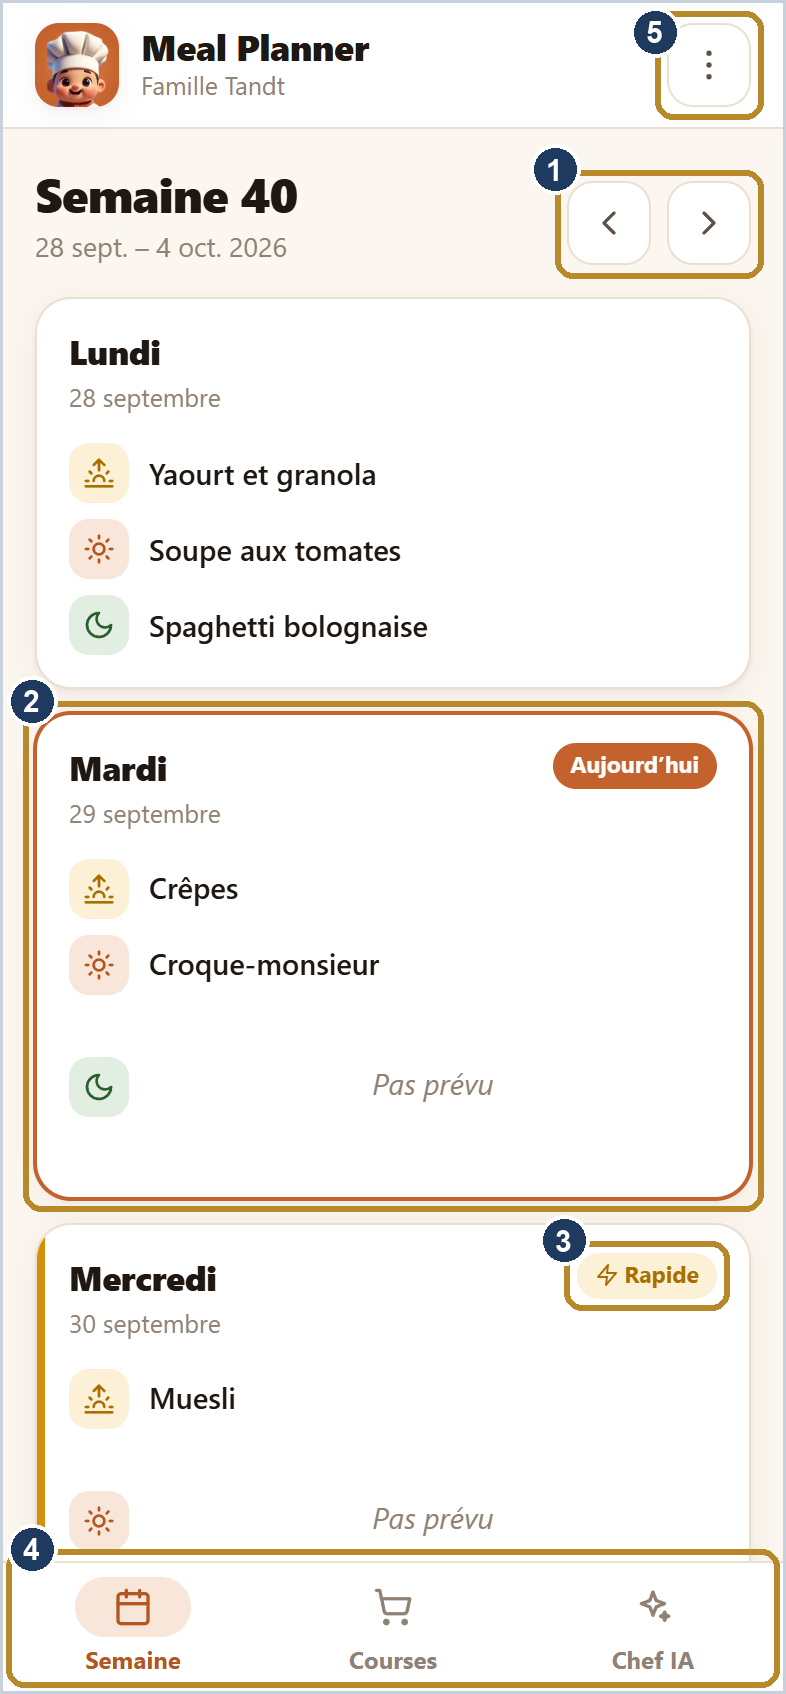 Meal Planner
Famille Tandt
5
1
Semaine 40
28 sept. – 4 oct. 2026
Lundi
28 septembre
Yaourt et granola
Soupe aux tomates
Spaghetti bolognaise
2
Mardi
Aujourd’hui
29 septembre
Crêpes
Croque-monsieur
Pas prévu
3
Mercredi
Rapide
30 septembre
Muesli
Pas prévu
4
Semaine
Courses
Chef IA